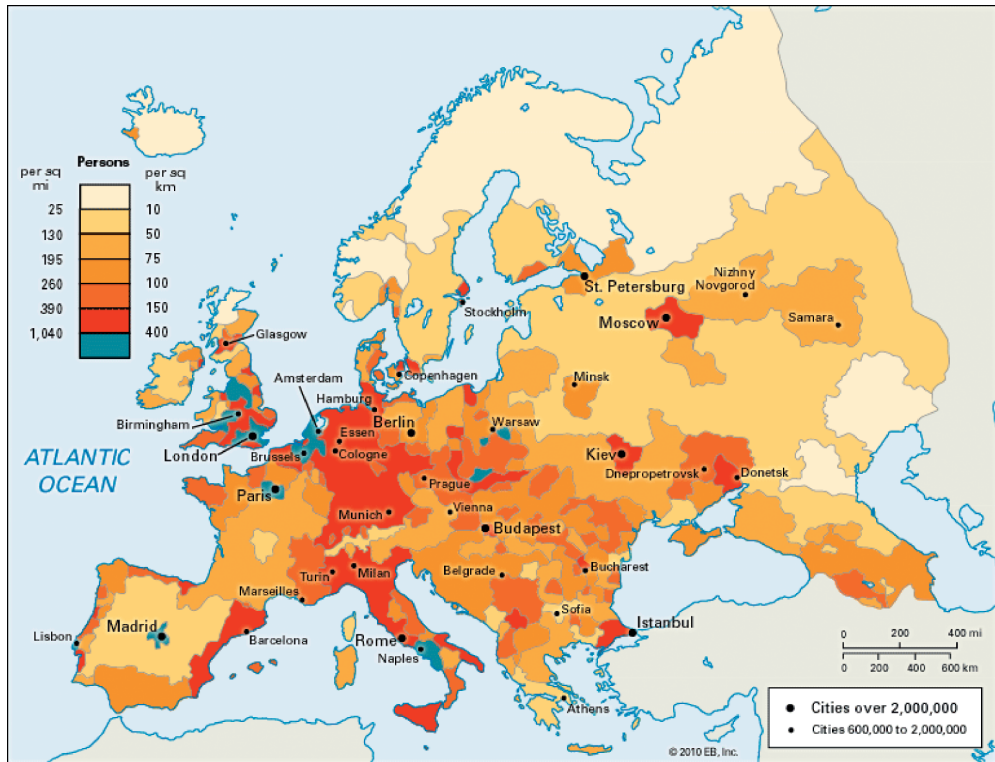 Persons
per sq
mi
per sq
km
25
10
130
50
195
75
260
100
390
150
1,040
400
Nizhny
Novgorod
St. Petersburg
Stockholm
Moscow
Samara
Glasgow
Copenhagen
Amsterdam
Minsk
Hamburg
Birmingham
Berlin
Warsaw
Essen
London
Brussels
Cologne
Kiev
Dnepropetrovsk
Donetsk
ATLANTIC
OCEAN
Paris
Prague
Munich
Vienna
Budapest
Turin
Milan
Belgrade
Bucharest
Marseilles
Sofia
Madrid
Lisbon
Barcelona
Rome
Naples
Istanbul
Athens
0 200 400 mi
0 200 400 600 km
Cities over 2,000,000
Cities 600,000 to 2,000,000
© 2010 EB, Inc.